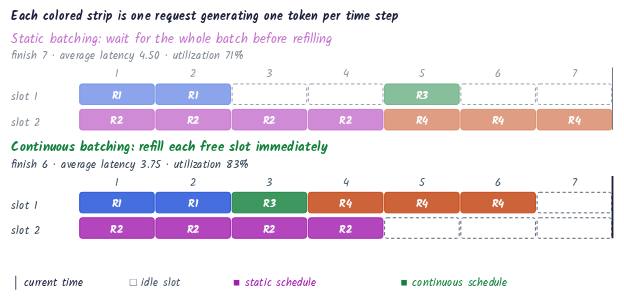 Each colored strip is one request generating one token per time step
Static batching: wait for the whole batch before refilling
finish 7 · average latency 4.50 · utilization 71%
1 2 3 4 5 6 7
slot 1 R1 R1 R3
slot 2 R2 R2 R2 R2 R4 R4 R4
Continuous batching: refill each free slot immediately
finish 6 · average latency 3.75 · utilization 83%
1 2 3 4 5 6 7
slot 1 R1 R1 R3 R4 R4 R4
slot 2 R2 R2 R2 R2
current time idle slot static schedule continuous schedule